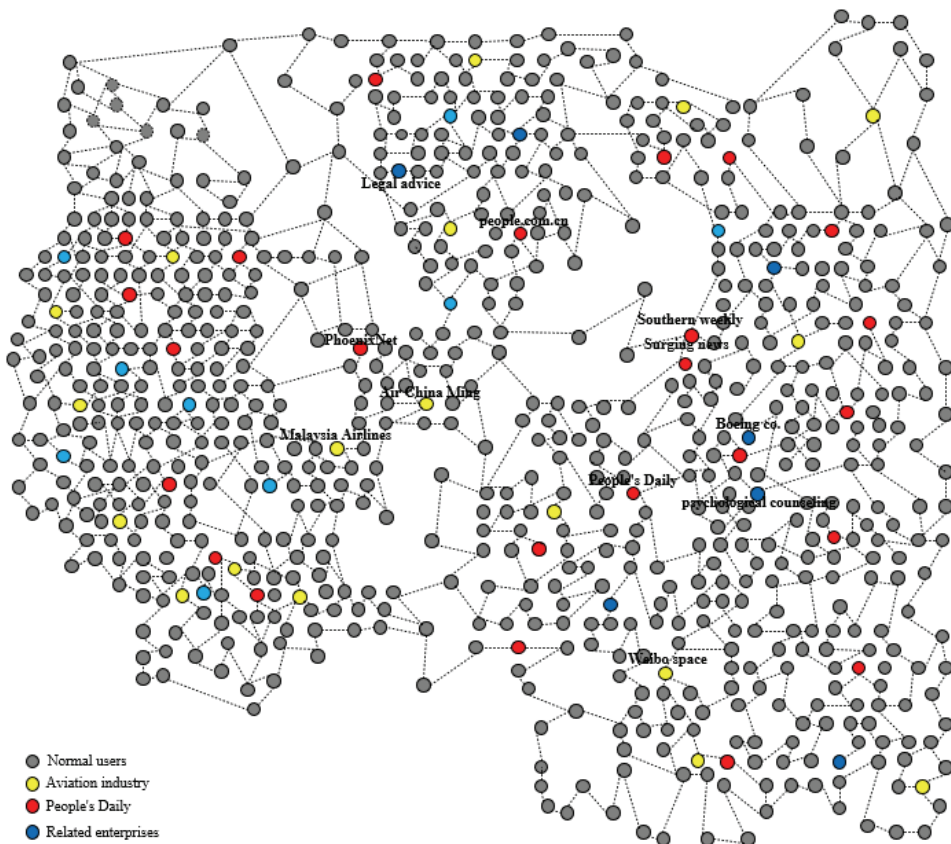 Legal advice
people.com.cn
Southern weekly
PhoenixNet
Surging news
Air China Ming
Boeing co.
Malaysia Airlines
People's Daily
psychological counseling
Weibo space
Normal users
Aviation industry
People's Daily
Related enterprises